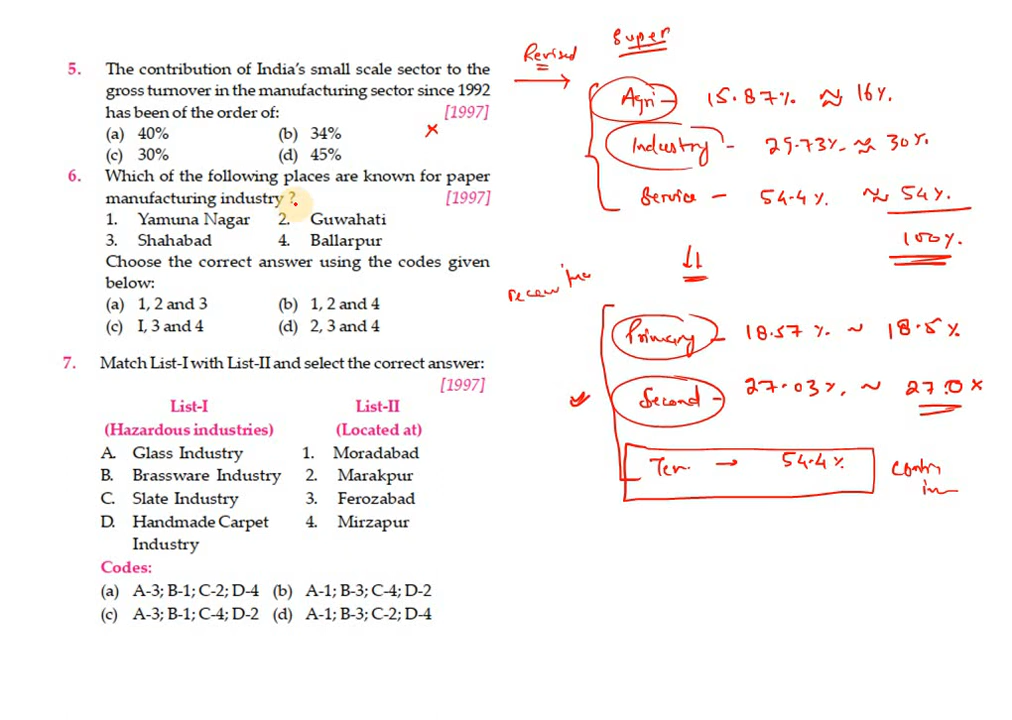 5. The contribution of India's small scale sector to the
gross turnover in the manufacturing sector since 1992
has been of the order of: [1997]
(a) 40% (b) 34%
(c) 30% (d) 45%
6. Which of the following places are known for paper
manufacturing industry ? [1997]
1. Yamuna Nagar 2. Guwahati
3. Shahabad 4. Ballarpur
Choose the correct answer using the codes given
below:
(a) 1, 2 and 3 (b) 1, 2 and 4
(c) I, 3 and 4 (d) 2, 3 and 4
7. Match List-I with List-II and select the correct answer:
[1997]
List-I List-II
(Hazardous industries) (Located at)
A. Glass Industry 1. Moradabad
B. Brassware Industry 2. Marakpur
C. Slate Industry 3. Ferozabad
D. Handmade Carpet 4. Mirzapur
Industry
Codes:
(a) A-3; B-1; C-2; D-4 (b) A-1; B-3; C-4; D-2
(c) A-3; B-1; C-4; D-2 (d) A-1; B-3; C-2; D-4
Super
Revised
Agri - 15.87% ≈ 16%.
Industry - 29.73% ≈ 30%.
Service - 54.4% ≈ 54%.
100%.
Primary - 18.57% ~ 18.5%
Second - 27.03%. ~ 27.0 x
Ter. → 54.4%